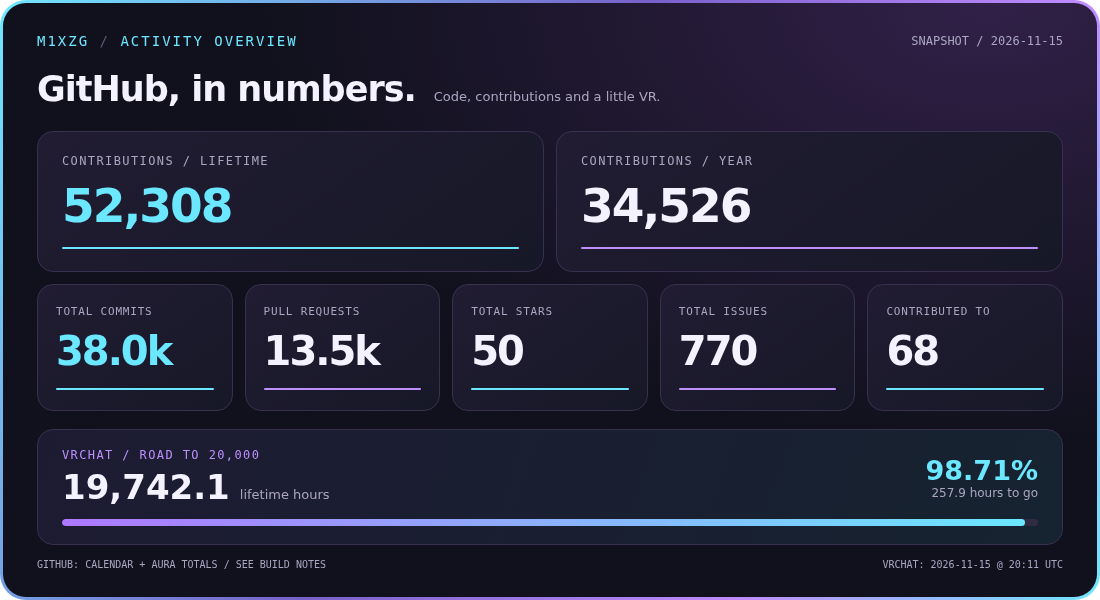 M1XZG / ACTIVITY OVERVIEW
SNAPSHOT / 2026-11-15
GitHub, in numbers. Code, contributions and a little VR.
CONTRIBUTIONS / LIFETIME
52,308
CONTRIBUTIONS / YEAR
34,526
TOTAL COMMITS
38.0k
PULL REQUESTS
13.5k
TOTAL STARS
50
TOTAL ISSUES
770
CONTRIBUTED TO
68
VRCHAT / ROAD TO 20,000
19,742.1 lifetime hours
98.71%
257.9 hours to go
GITHUB: CALENDAR + AURA TOTALS / SEE BUILD NOTES
VRCHAT: 2026-11-15 @ 20:11 UTC